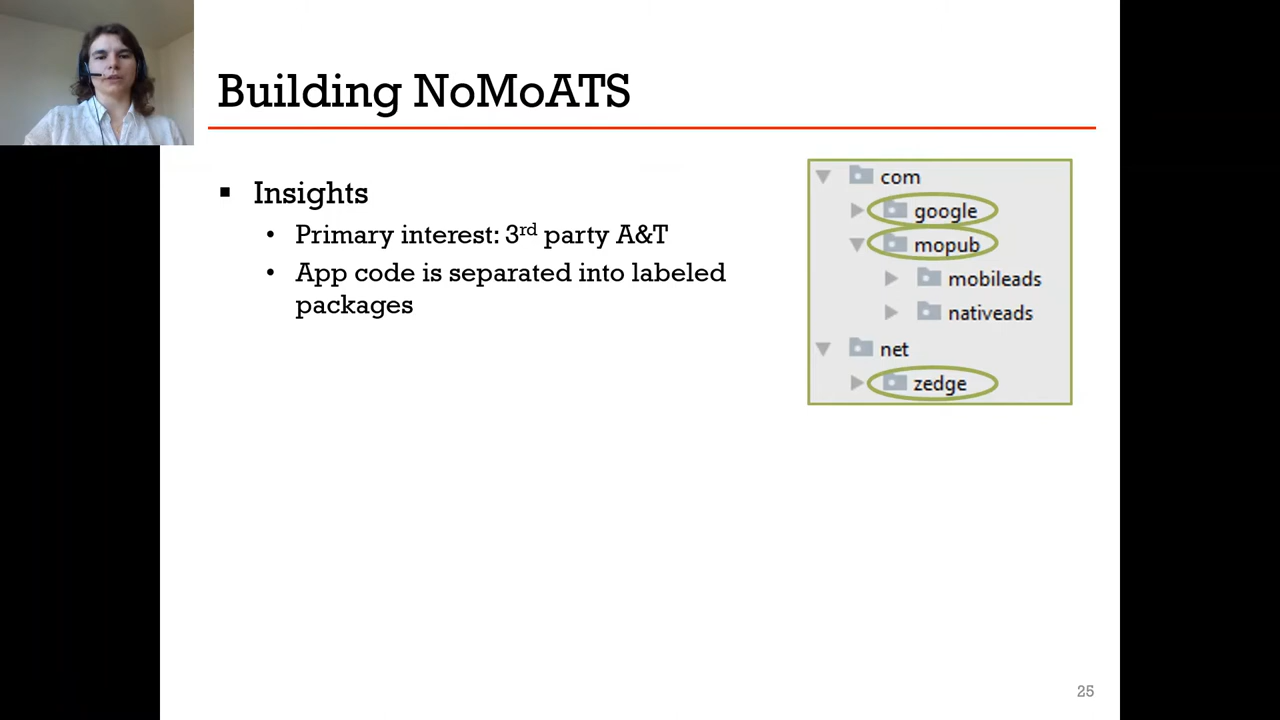 Building NoMoATS
Insights
Primary interest: 3rd party A&T
App code is separated into labeled
packages
com
google
mopub
mobileads
nativeads
net
zedge
25